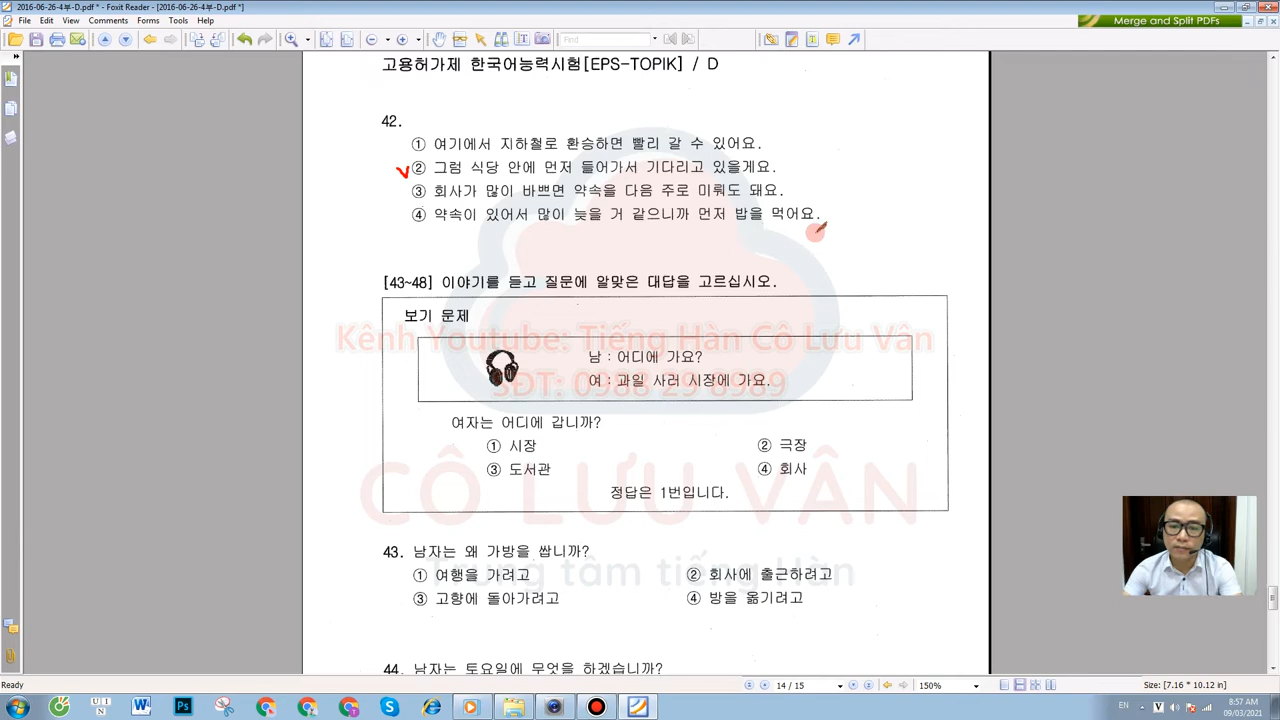 2016-06-26-4부-D.pdf * - Foxit Reader - [2016-06-26-4부-D.pdf *]
File Edit View Comments Forms Tools Help
Merge and Split PDFs
Find
고용허가제 한국어능력시험[EPS-TOPIK] / D
42.
① 여기에서 지하철로 환승하면 빨리 갈 수 있어요.
② 그럼 식당 안에 먼저 들어가서 기다리고 있을게요.
③ 회사가 많이 바쁘면 약속을 다음 주로 미뤄도 돼요.
④ 약속이 있어서 많이 늦을 거 같으니까 먼저 밥을 먹어요.
[43~48] 이야기를 듣고 질문에 알맞은 대답을 고르십시오.
보기 문제
Kênh Youtube: Tiếng Hàn Cô Lưu Vân
남 : 어디에 가요?
여 : 과일 사러 시장에 가요.
SĐT: 0988 29 8989
여자는 어디에 갑니까?
① 시장 ② 극장
③ 도서관 ④ 회사
CÔ LƯU VÂN
정답은 1번입니다.
43. 남자는 왜 가방을 쌉니까?
Trung tâm tiếng Hàn
① 여행을 가려고 ② 회사에 출근하려고
③ 고향에 돌아가려고 ④ 방을 옮기려고
44. 남자는 토요일에 무엇을 하겠습니까?
Ready 14 / 15 150% Size: [7.16 * 10.12 in]
EN 8:57 AM
09/03/2021